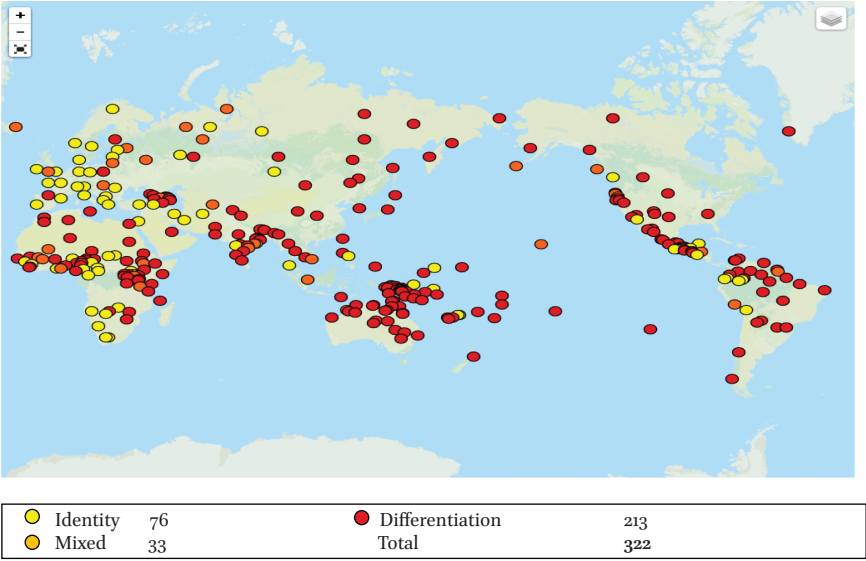 +
−
Identity 76 Differentiation 213
Mixed 33 Total 322